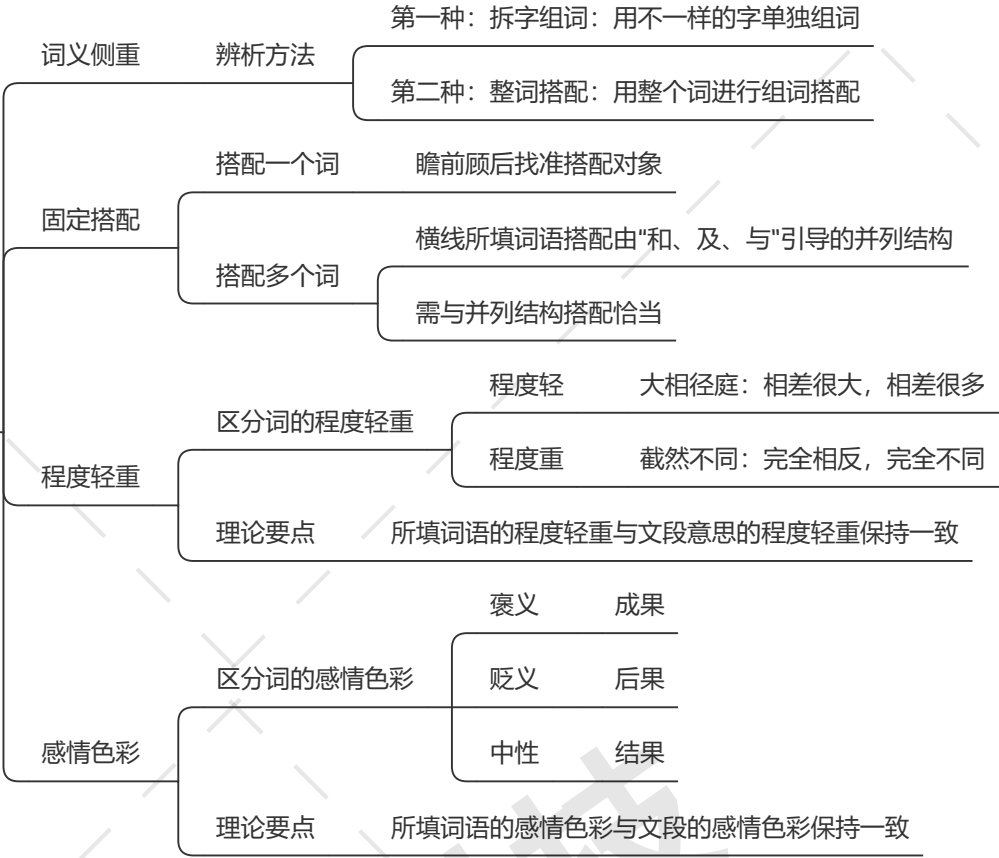 词义侧重
辨析方法
第一种：拆字组词：用不一样的字单独组词
第二种：整词搭配：用整个词进行组词搭配
固定搭配
搭配一个词
瞻前顾后找准搭配对象
搭配多个词
横线所填词语搭配由"和、及、与"引导的并列结构
需与并列结构搭配恰当
程度轻重
区分词的程度轻重
程度轻
大相径庭：相差很大，相差很多
程度重
截然不同：完全相反，完全不同
理论要点
所填词语的程度轻重与文段意思的程度轻重保持一致
感情色彩
区分词的感情色彩
褒义
成果
贬义
后果
中性
结果
理论要点
所填词语的感情色彩与文段的感情色彩保持一致